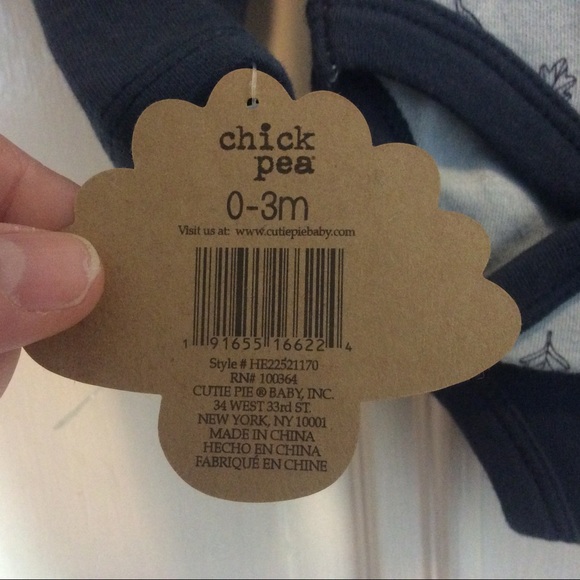 chick
pea
0-3m
Visit us at: www.cutiepiebaby.com
1 91655 16622 4
Style # HE22521170
RN# 100364
CUTIE PIE ® BABY, INC.
34 WEST 33rd ST.
NEW YORK, NY 10001
MADE IN CHINA
HECHO EN CHINA
FABRIQUÉ EN CHINE